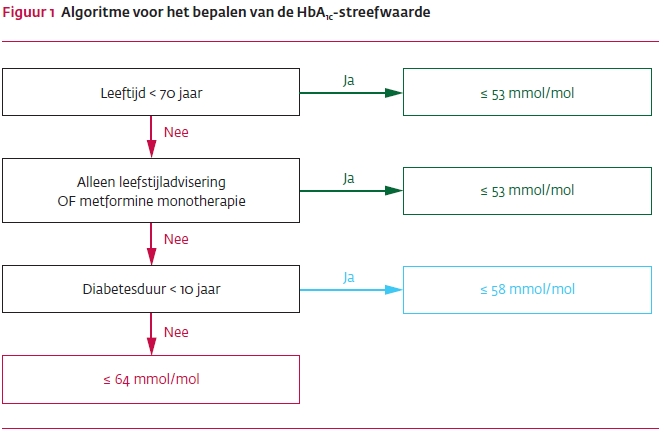 Figuur 1 Algoritme voor het bepalen van de HbA1c-streefwaarde
Leeftijd < 70 jaar
Ja
≤ 53 mmol/mol
Nee
Alleen leefstijladvisering
OF metformine monotherapie
Ja
≤ 53 mmol/mol
Nee
Diabetesduur < 10 jaar
Ja
≤ 58 mmol/mol
Nee
≤ 64 mmol/mol